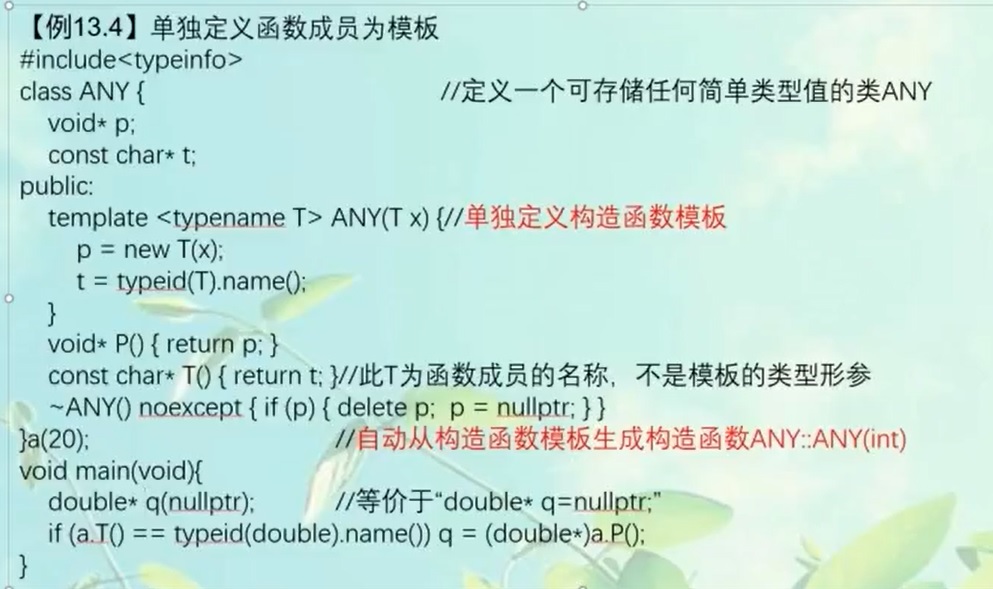 【例13.4】单独定义函数成员为模板
#include<typeinfo>
class ANY { //定义一个可存储任何简单类型值的类ANY
void* p;
const char* t;
public:
template <typename T> ANY(T x) {//单独定义构造函数模板
p = new T(x);
t = typeid(T).name();
}
void* P() { return p; }
const char* T() { return t; }//此T为函数成员的名称，不是模板的类型形参
~ANY() noexcept { if (p) { delete p; p = nullptr; } }
}a(20); //自动从构造函数模板生成构造函数ANY::ANY(int)
void main(void){
double* q(nullptr); //等价于“double* q=nullptr;”
if (a.T() == typeid(double).name()) q = (double*)a.P();
}